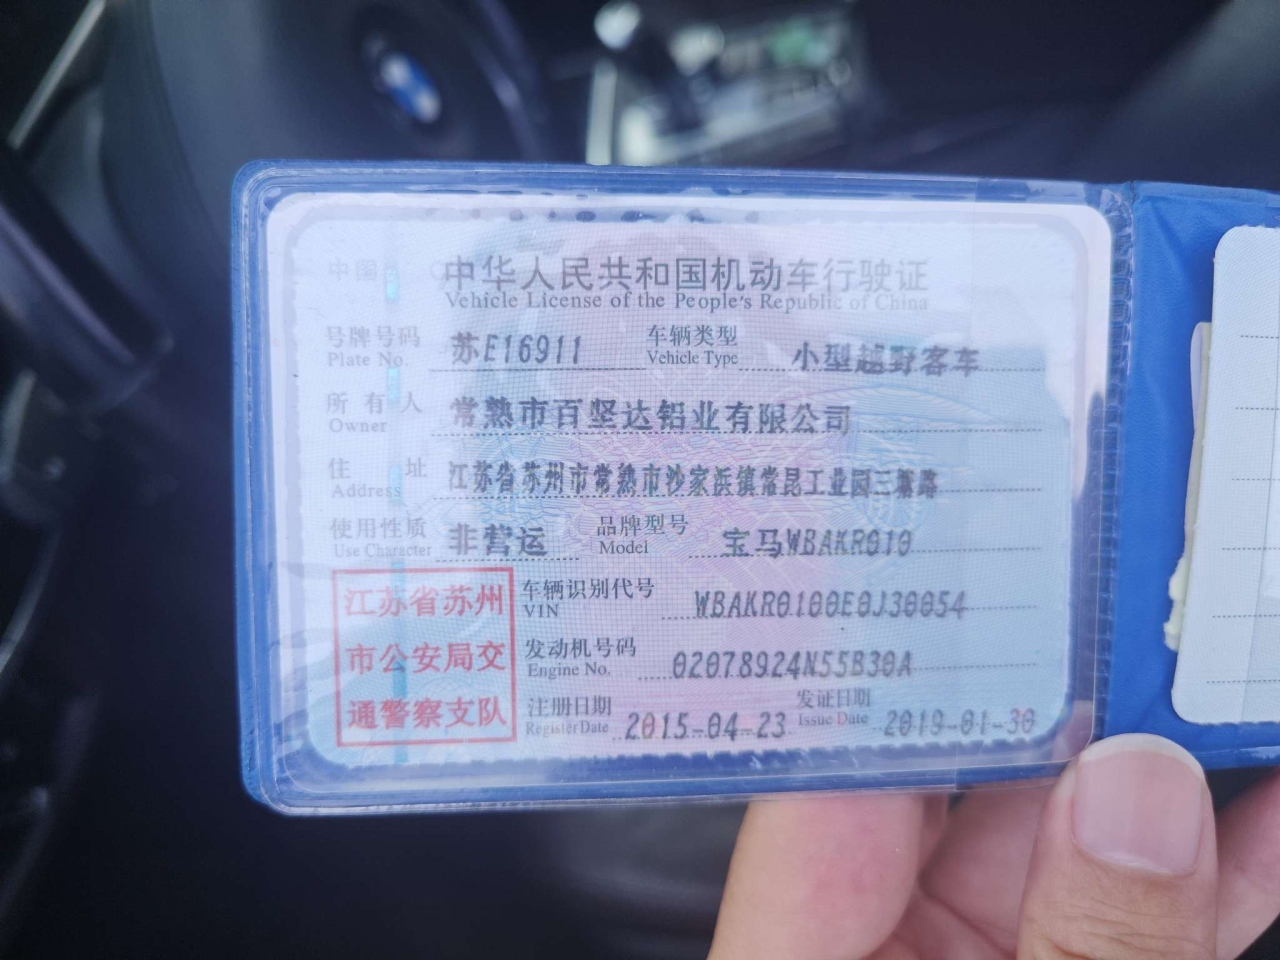 中华人民共和国机动车行驶证
Vehicle License of the People's Republic of China
号牌号码 苏E16911 车辆类型 小型越野客车
Plate No. Vehicle Type
所有人 常熟市百坚达铝业有限公司
Owner
住址 江苏省苏州市常熟市沙家浜镇常昆工业园三塘路
Address
使用性质 非营运 品牌型号 宝马WBAKR010
Use Character Model
江苏省苏州
市公安局交
通警察支队
车辆识别代号 WBAKR0100E0J30054
VIN
发动机号码 02078924N55B30A
Engine No.
注册日期 2015-04-23 发证日期 2019-01-30
Register Date Issue Date